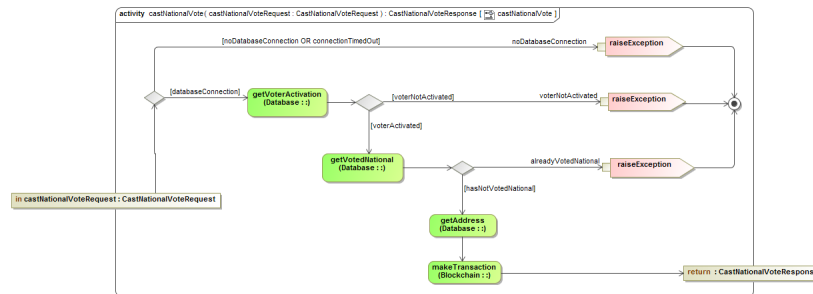 activity castNationalVote( castNationalVoteRequest : CastNationalVoteRequest ) : CastNationalVoteResponse [ castNationalVote ]
[noDatabaseConnection OR connectionTimedOut]
noDatabaseConnection
raiseException
[databaseConnection]
getVoterActivation
(Database : :)
[voterNotActivated]
voterNotActivated
raiseException
[voterActivated]
getVotedNational
(Database : :)
alreadyVotedNational
raiseException
[hasNotVotedNational]
in castNationalVoteRequest : CastNationalVoteRequest
getAddress
(Database : :)
makeTransaction
(Blockchain : :)
return : CastNationalVoteRespons